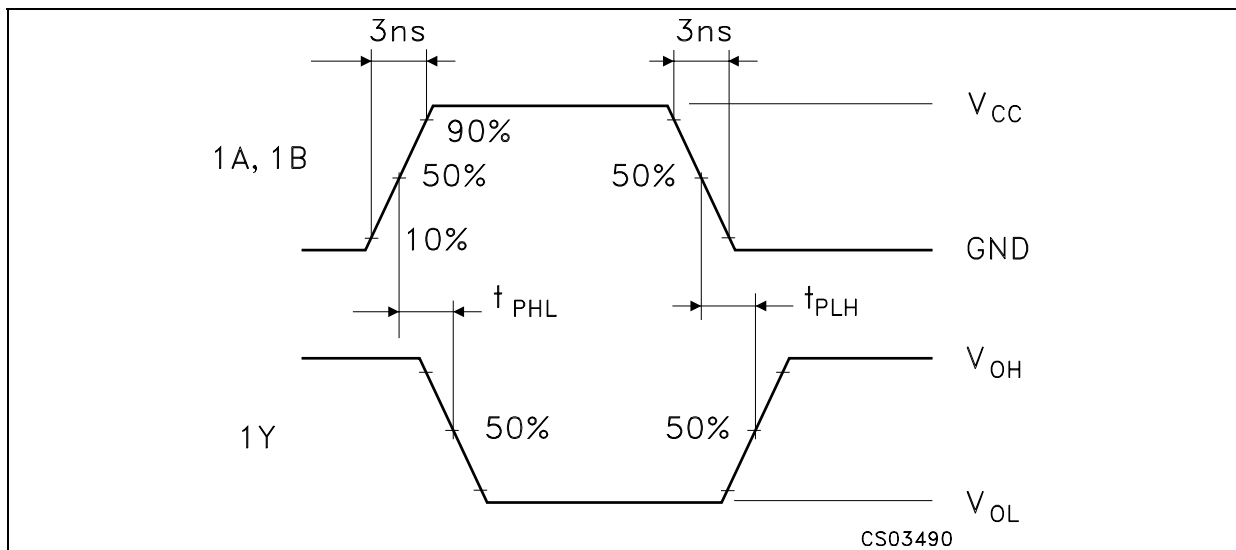 3ns 3ns
V_CC
90%
1A, 1B
50% 50%
10%
GND
t_PHL t_PLH
V_OH
50% 50%
1Y
V_OL
CS03490